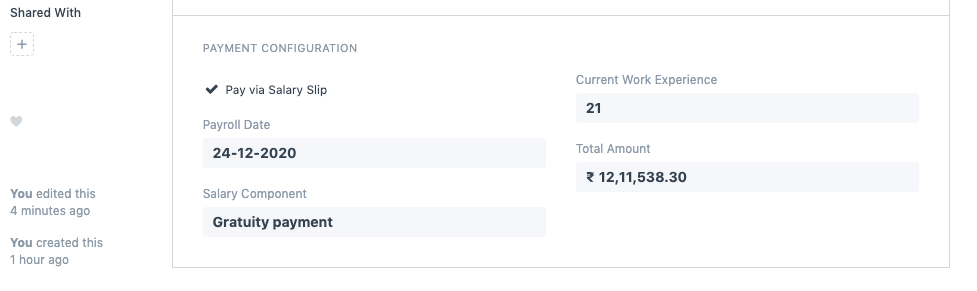 Shared With
+
You edited this
4 minutes ago
You created this
1 hour ago
PAYMENT CONFIGURATION
Pay via Salary Slip
Payroll Date
24-12-2020
Salary Component
Gratuity payment
Current Work Experience
21
Total Amount
₹ 12,11,538.30